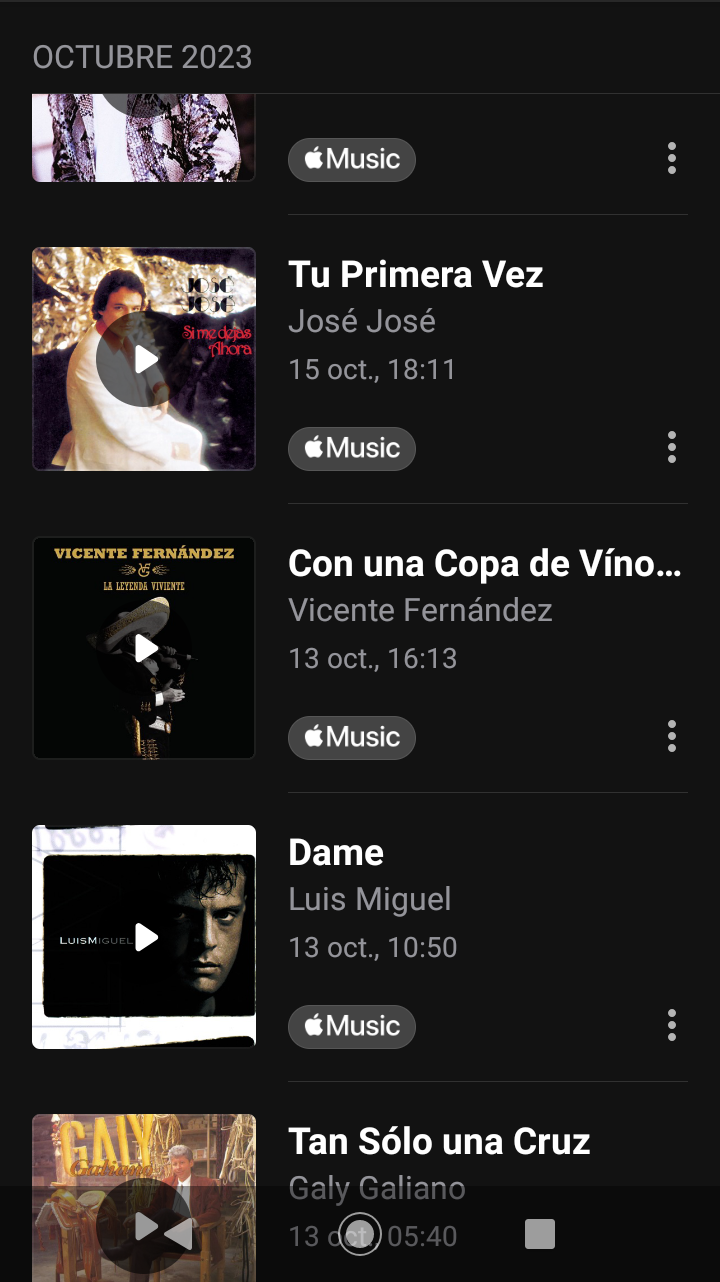 OCTUBRE 2023
Music
JOSÉ
JOSÉ
Si me dejas
Ahora
Tu Primera Vez
José José
15 oct., 18:11
Music
VICENTE FERNÁNDEZ
VF
LA LEYENDA VIVIENTE
Con una Copa de Víno…
Vicente Fernández
13 oct., 16:13
Music
LUISMIGUEL
Dame
Luis Miguel
13 oct., 10:50
Music
GALY
Galiano
Tan Sólo una Cruz
Galy Galiano
13 oct., 05:40